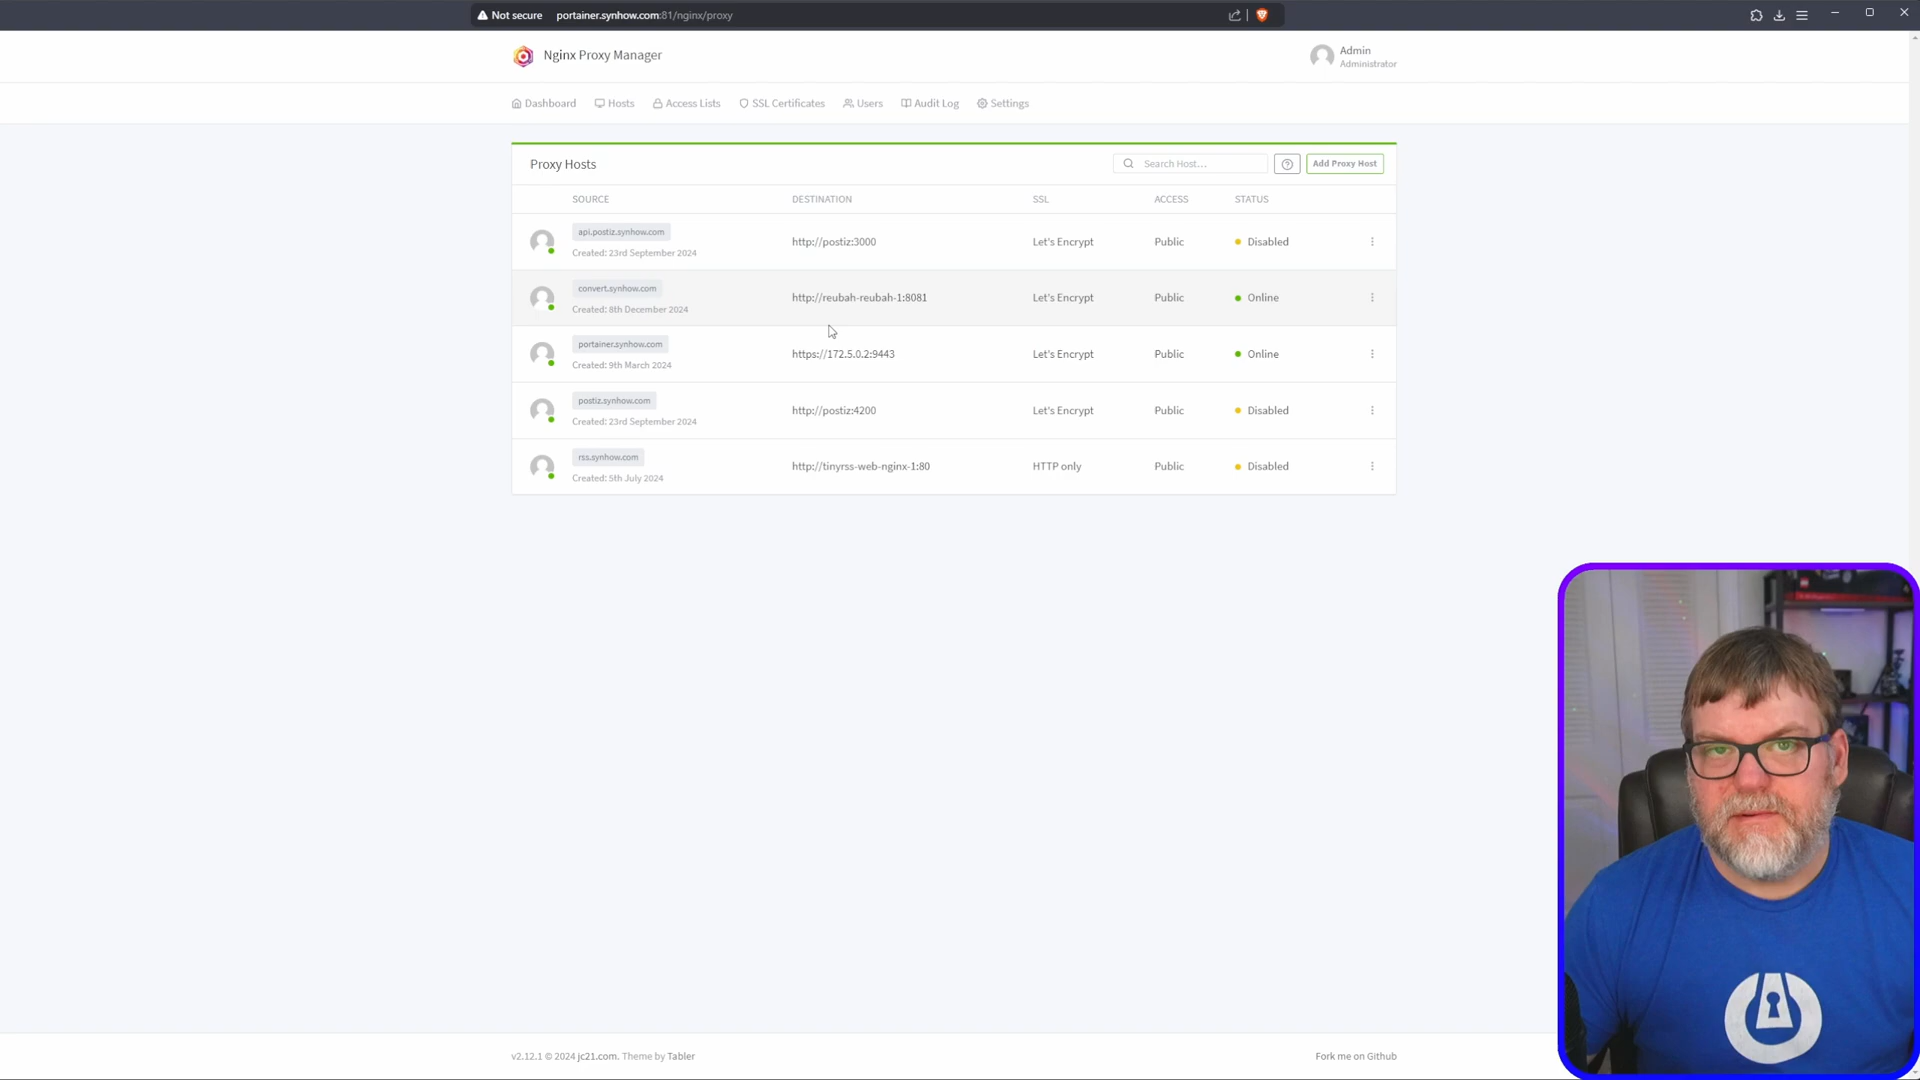 Not secure portainer.synhow.com:81/nginx/proxy
Nginx Proxy Manager
Admin
Administrator
Dashboard Hosts Access Lists SSL Certificates Users Audit Log Settings
Proxy Hosts Search Host... Add Proxy Host
SOURCE DESTINATION SSL ACCESS STATUS
api.postiz.synhow.com
Created: 23rd September 2024
http://postiz:3000 Let's Encrypt Public Disabled
convert.synhow.com
Created: 8th December 2024
http://reubah-reubah-1:8081 Let's Encrypt Public Online
portainer.synhow.com
Created: 9th March 2024
https://172.5.0.2:9443 Let's Encrypt Public Online
postiz.synhow.com
Created: 23rd September 2024
http://postiz:4200 Let's Encrypt Public Disabled
rss.synhow.com
Created: 5th July 2024
http://tinyrss-web-nginx-1:80 HTTP only Public Disabled
v2.12.1 © 2024 jc21.com. Theme by Tabler
Fork me on Github